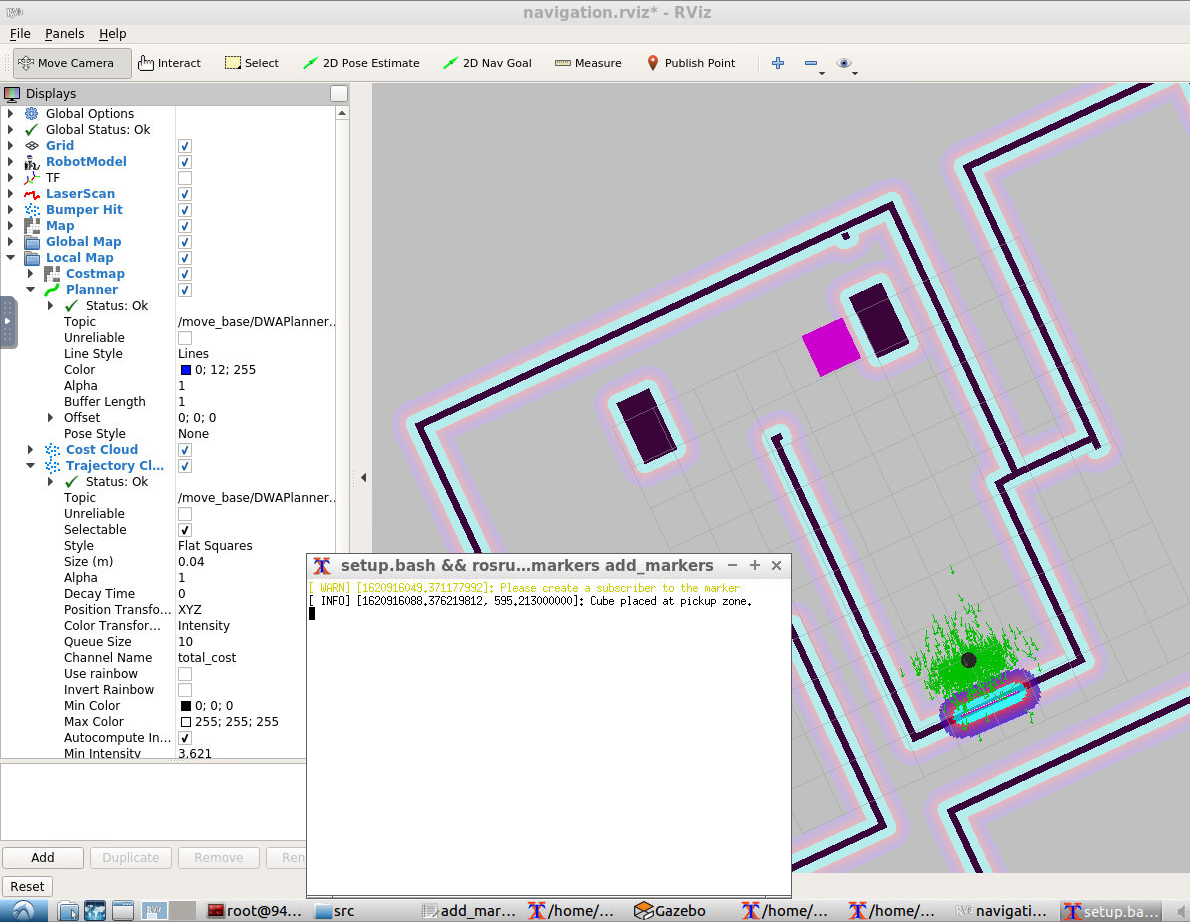 RViz
navigation.rviz* - RViz
File Panels Help
Move Camera Interact Select 2D Pose Estimate 2D Nav Goal Measure Publish Point
Displays
Global Options
Global Status: Ok
Grid
RobotModel
TF
LaserScan
Bumper Hit
Map
Global Map
Local Map
Costmap
Planner
Status: Ok
Topic /move_base/DWAPlanner..
Unreliable
Line Style Lines
Color 0; 12; 255
Alpha 1
Buffer Length 1
Offset 0; 0; 0
Pose Style None
Cost Cloud
Trajectory Cl...
Status: Ok
Topic /move_base/DWAPlanner..
Unreliable
Selectable
Style Flat Squares
Size (m) 0.04
Alpha 1
Decay Time 0
Position Transfo... XYZ
Color Transfor... Intensity
Queue Size 10
Channel Name total_cost
Use rainbow
Invert Rainbow
Min Color 0; 0; 0
Max Color 255; 255; 255
Autocompute In...
Min Intensity 3.621
Add Duplicate Remove Ren
Reset
setup.bash && rosru...markers add_markers
[ WARN] [1620916049.371177992]: Please create a subscriber to the marker
[ INFO] [1620916088.376219812, 595.213000000]: Cube placed at pickup zone.
RViz root@94... src add_mar... /home/... Gazebo /home/... /home/... RViz navigati... setup.ba...